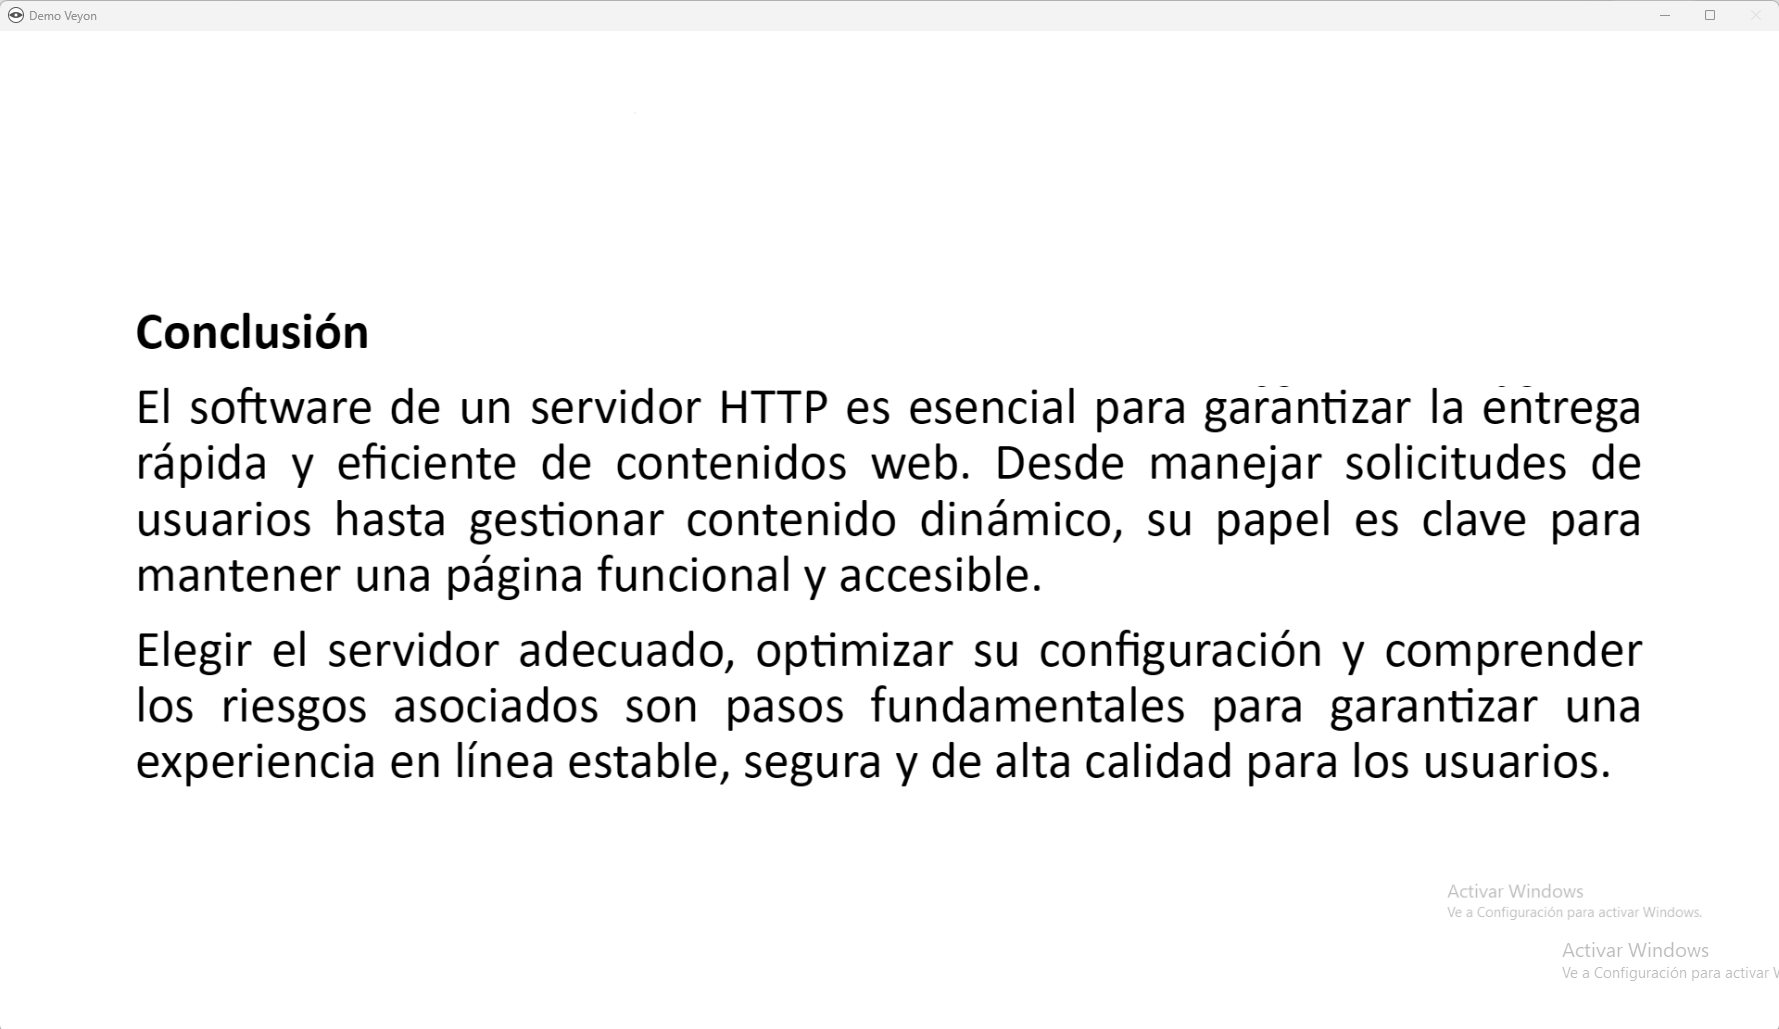 Demo Veyon
Conclusión
El software de un servidor HTTP es esencial para garantizar la entrega
rápida y eficiente de contenidos web. Desde manejar solicitudes de
usuarios hasta gestionar contenido dinámico, su papel es clave para
mantener una página funcional y accesible.
Elegir el servidor adecuado, optimizar su configuración y comprender
los riesgos asociados son pasos fundamentales para garantizar una
experiencia en línea estable, segura y de alta calidad para los usuarios.
Activar Windows
Ve a Configuración para activar Windows.
Activar Windows
Ve a Configuración para activar